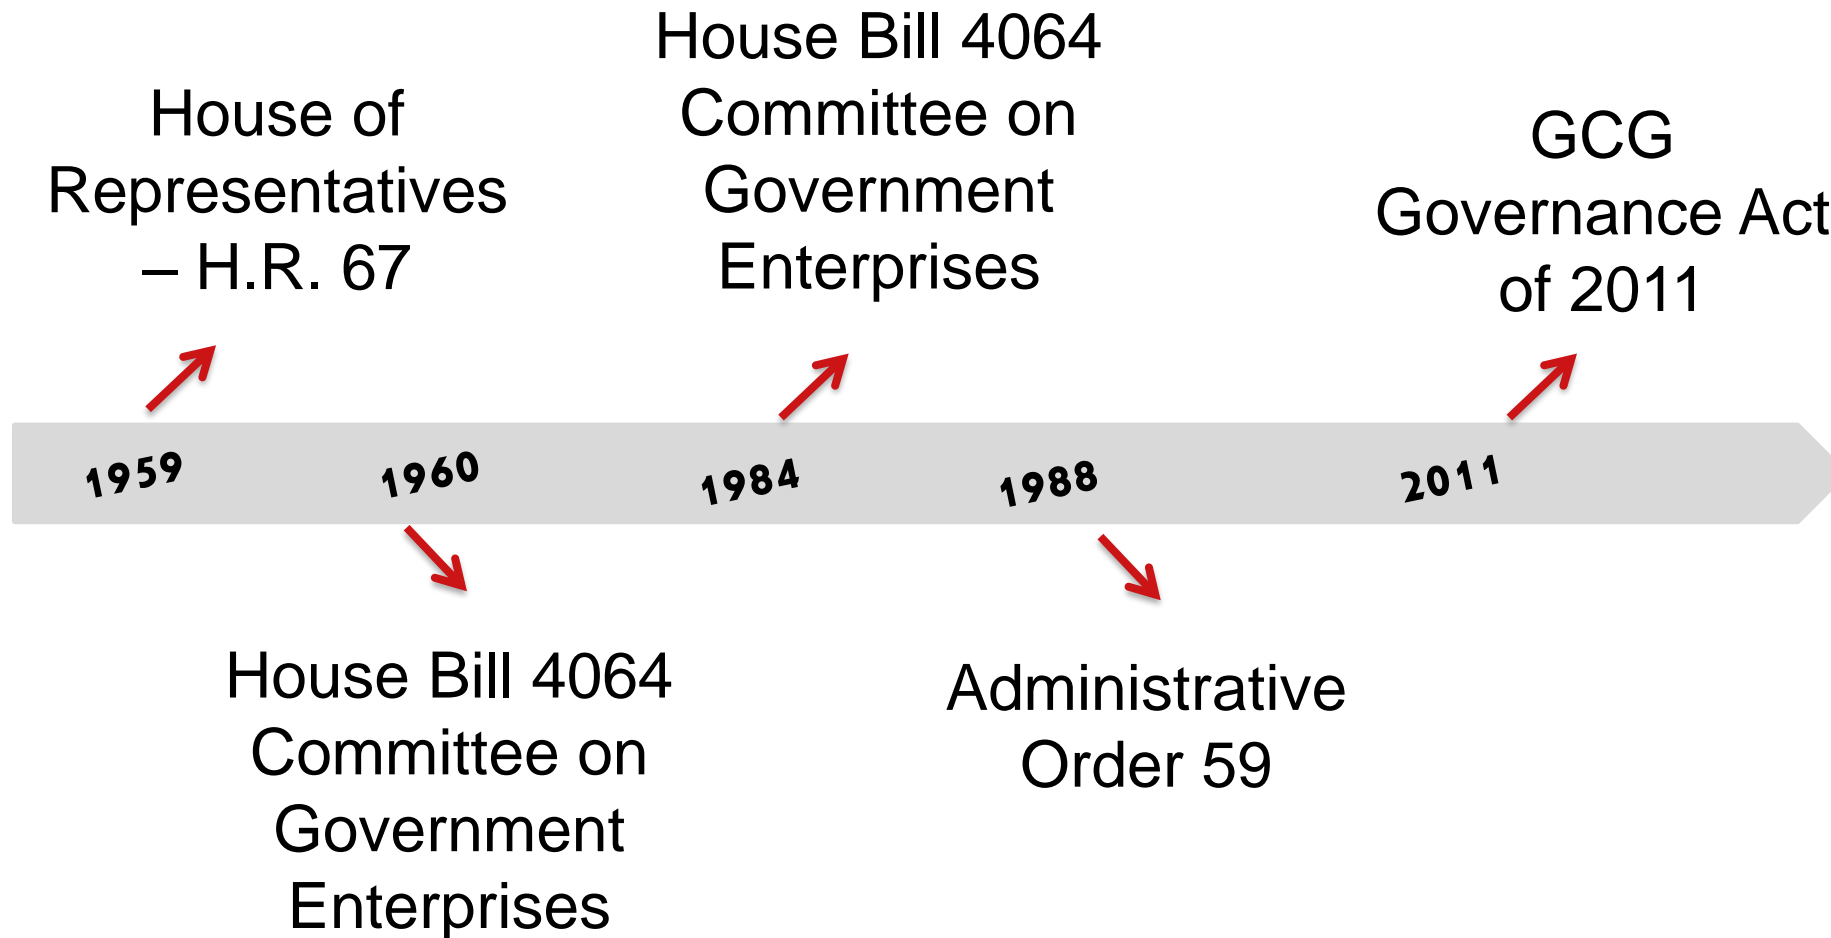 House of
Representatives
– H.R. 67
House Bill 4064
Committee on
Government
Enterprises
GCG
Governance Act
of 2011
1959
1960
1984
1988
2011
House Bill 4064
Committee on
Government
Enterprises
Administrative
Order 59